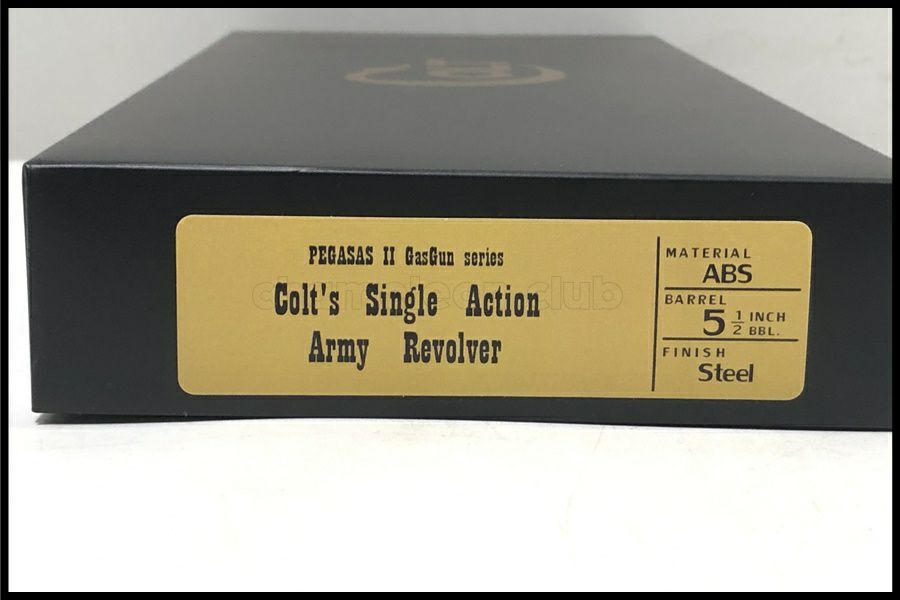 PEGASAS II GasGun series
Colt's Single Action
Army Revolver
MATERIAL
ABS
BARREL
5 1/2 INCH
BBL.
FINISH
Steel